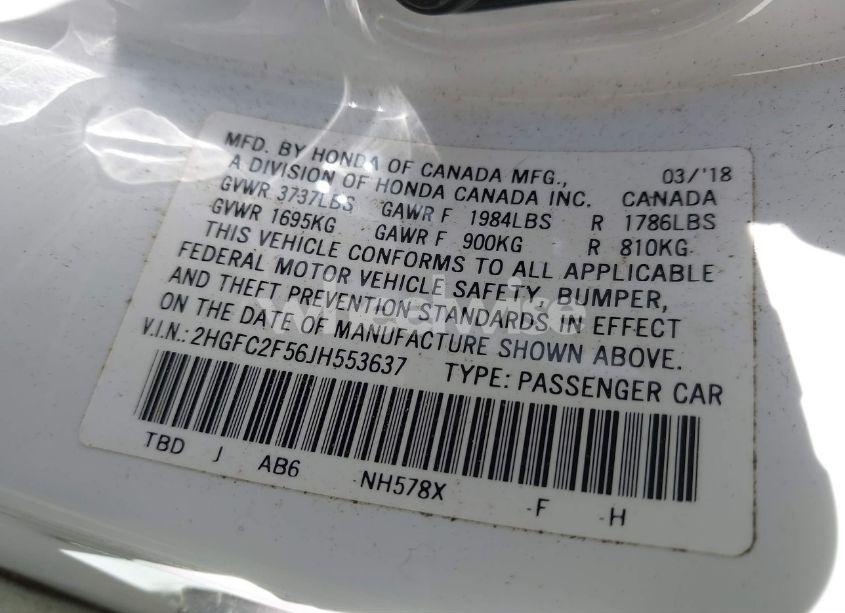 MFD. BY HONDA OF CANADA MFG., 03/'18
A DIVISION OF HONDA CANADA INC. CANADA
GVWR 3737LBS GAWR F 1984LBS R 1786LBS
GVWR 1695KG GAWR F 900KG R 810KG
THIS VEHICLE CONFORMS TO ALL APPLICABLE
FEDERAL MOTOR VEHICLE SAFETY, BUMPER,
AND THEFT PREVENTION STANDARDS IN EFFECT
ON THE DATE OF MANUFACTURE SHOWN ABOVE.
V.I.N.: 2HGFC2F56JH553637 TYPE: PASSENGER CAR
TBD J AB6 NH578X -F -H
wheelwire